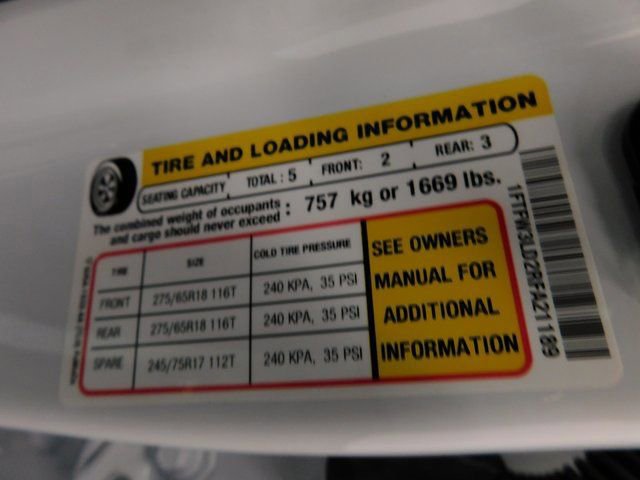 TIRE AND LOADING INFORMATION
SEATING CAPACITY TOTAL: 5 FRONT: 2 REAR: 3
The combined weight of occupants
and cargo should never exceed: 757 kg or 1669 lbs.
TIRE SIZE COLD TIRE PRESSURE
FRONT 275/65R18 116T 240 KPA, 35 PSI
REAR 275/65R18 116T 240 KPA, 35 PSI
SPARE 245/75R17 112T 240 KPA, 35 PSI
SEE OWNERS
MANUAL FOR
ADDITIONAL
INFORMATION